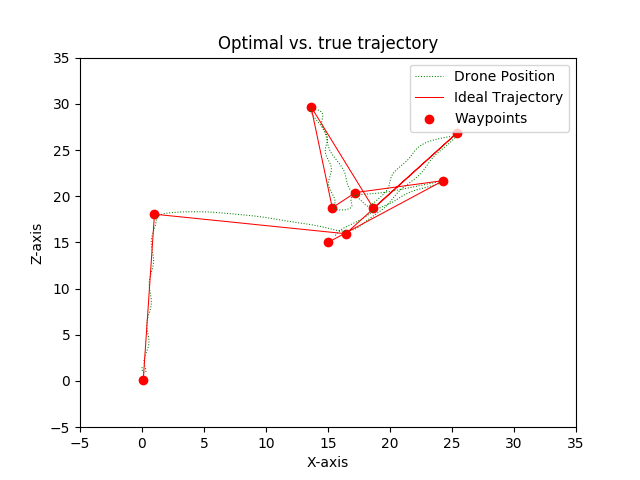 Optimal vs. true trajectory
Drone Position
Ideal Trajectory
Waypoints
35
30
25
20
15
10
5
0
−5
Z-axis
−5 0 5 10 15 20 25 30 35
X-axis